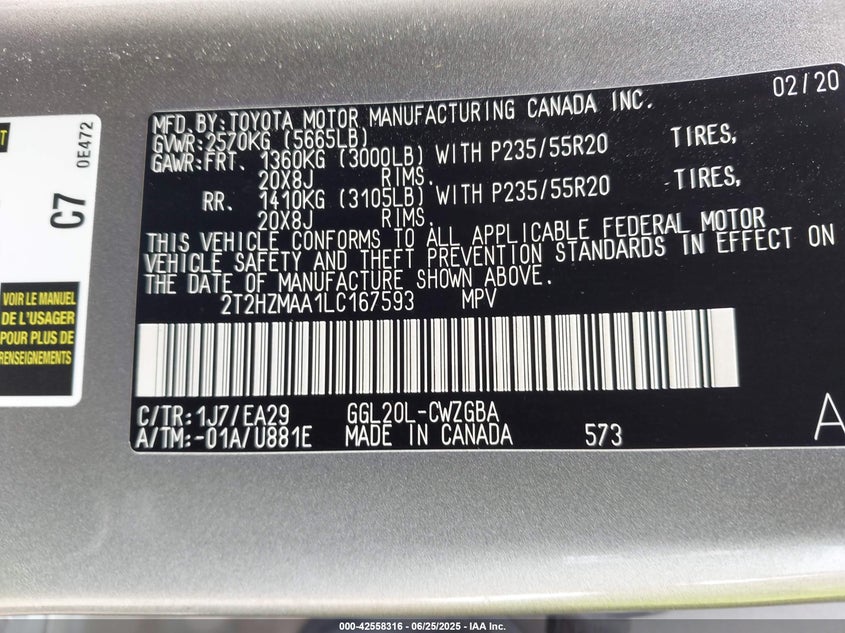 02/20
MFD. BY: TOYOTA MOTOR MANUFACTURING CANADA INC.
GVWR: 2570KG (5665LB)
GAWR: FRT. 1360KG (3000LB) WITH P235/55R20 TIRES,
20X8J RIMS.
RR. 1410KG (3105LB) WITH P235/55R20 TIRES,
20X8J RIMS.
THIS VEHICLE CONFORMS TO ALL APPLICABLE FEDERAL MOTOR
VEHICLE SAFETY AND THEFT PREVENTION STANDARDS IN EFFECT ON
THE DATE OF MANUFACTURE SHOWN ABOVE.
2T2HZMAA1LC167593 MPV
C/TR: 1J7/EA29 GGL20L-CWZGBA
A/TM: -01A/U881E MADE IN CANADA 573
A
C7
0E472
VOIR LE MANUEL
DE L'USAGER
POUR PLUS DE
RENSEIGNEMENTS
000-42558316 - 06/25/2025 - IAA Inc.